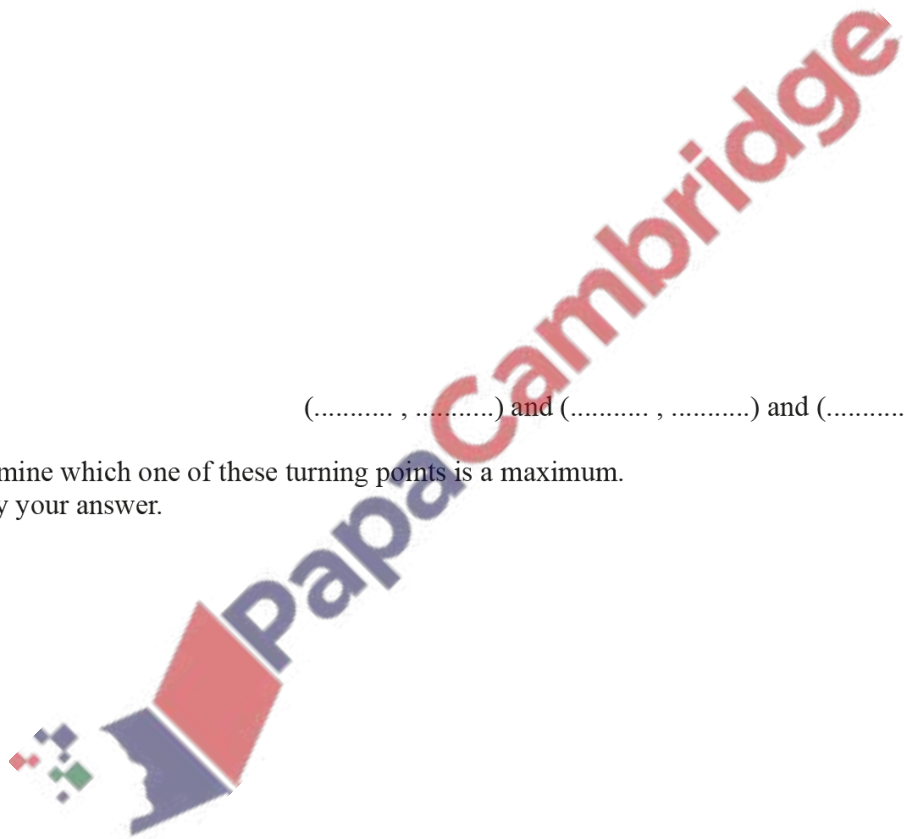 (........... , ...........) and (........... , ...........) and (...........
mine which one of these turning points is a maximum.
y your answer.
PapaCambridge